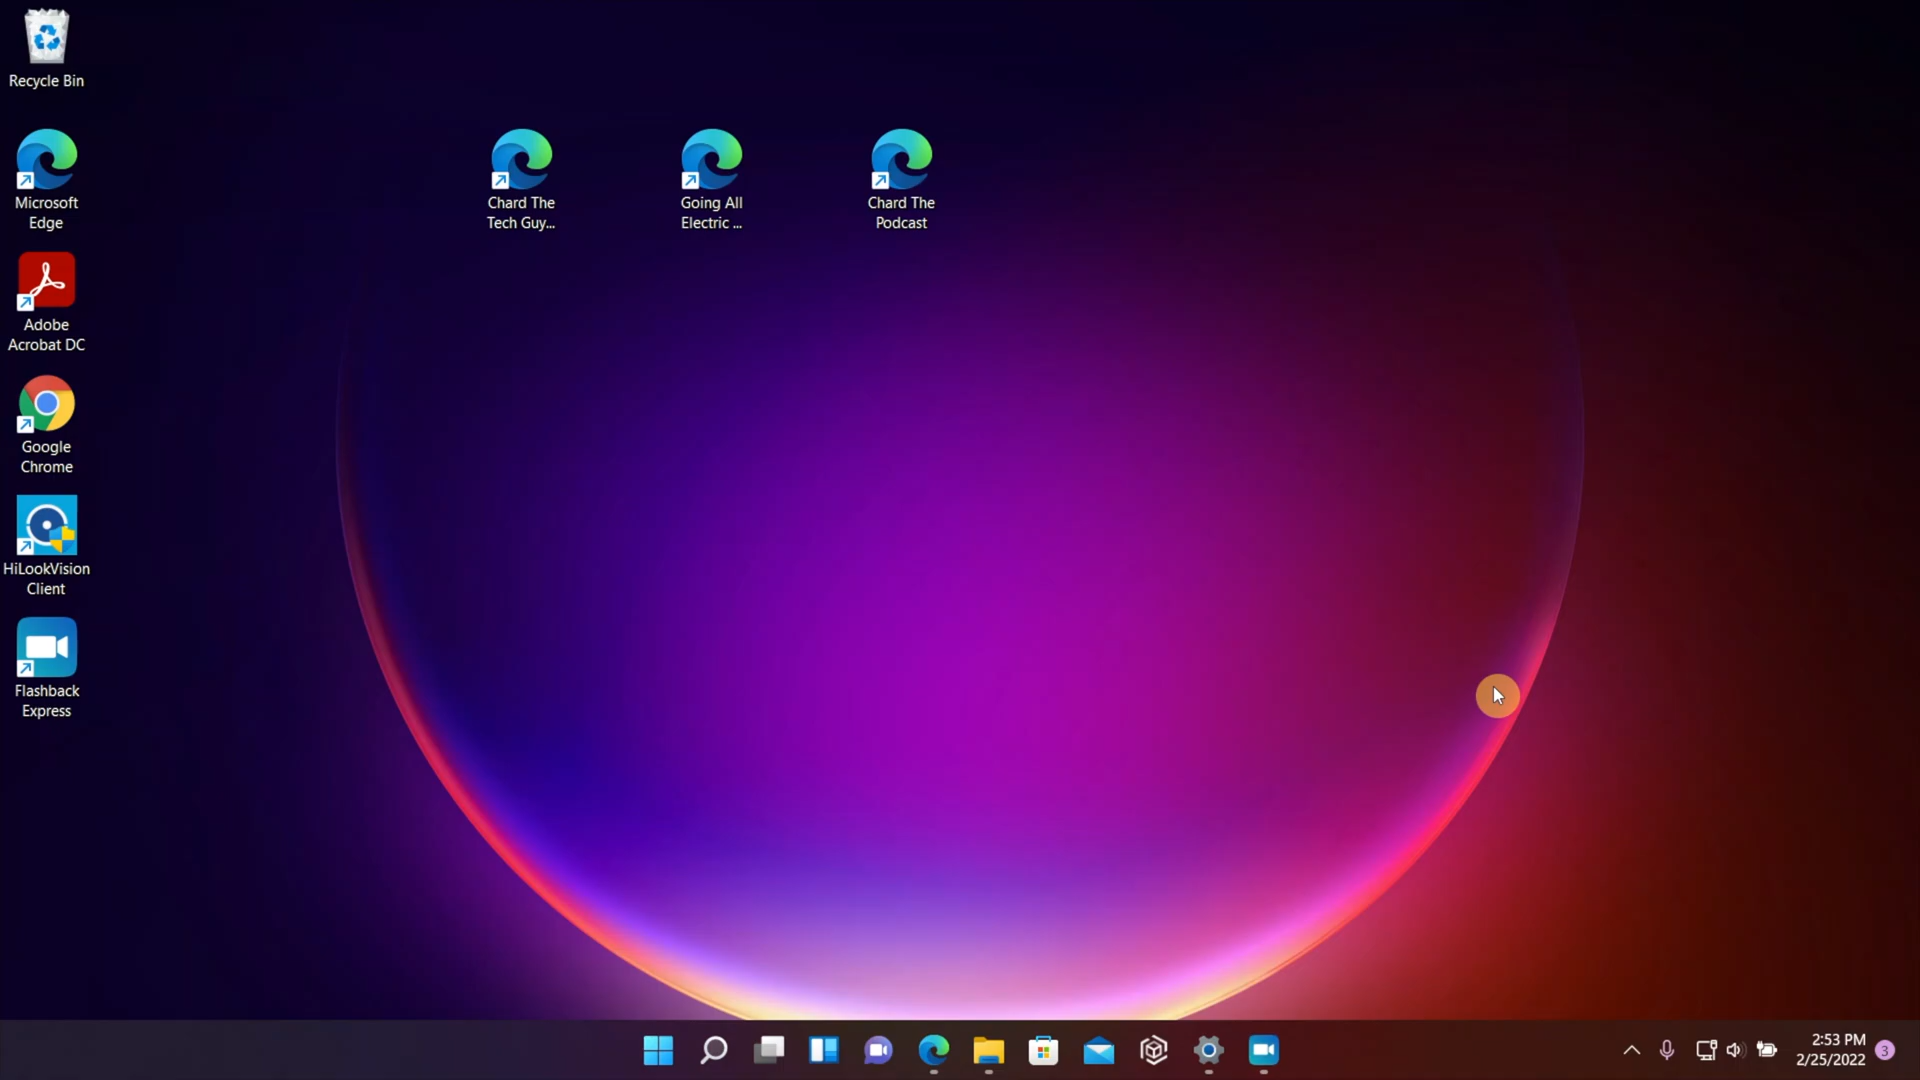 Recycle Bin
Microsoft
Edge
Chard The
Tech Guy...
Going All
Electric ...
Chard The
Podcast
Adobe
Acrobat DC
Google
Chrome
HiLookVision
Client
Flashback
Express
2:53 PM
2/25/2022
3